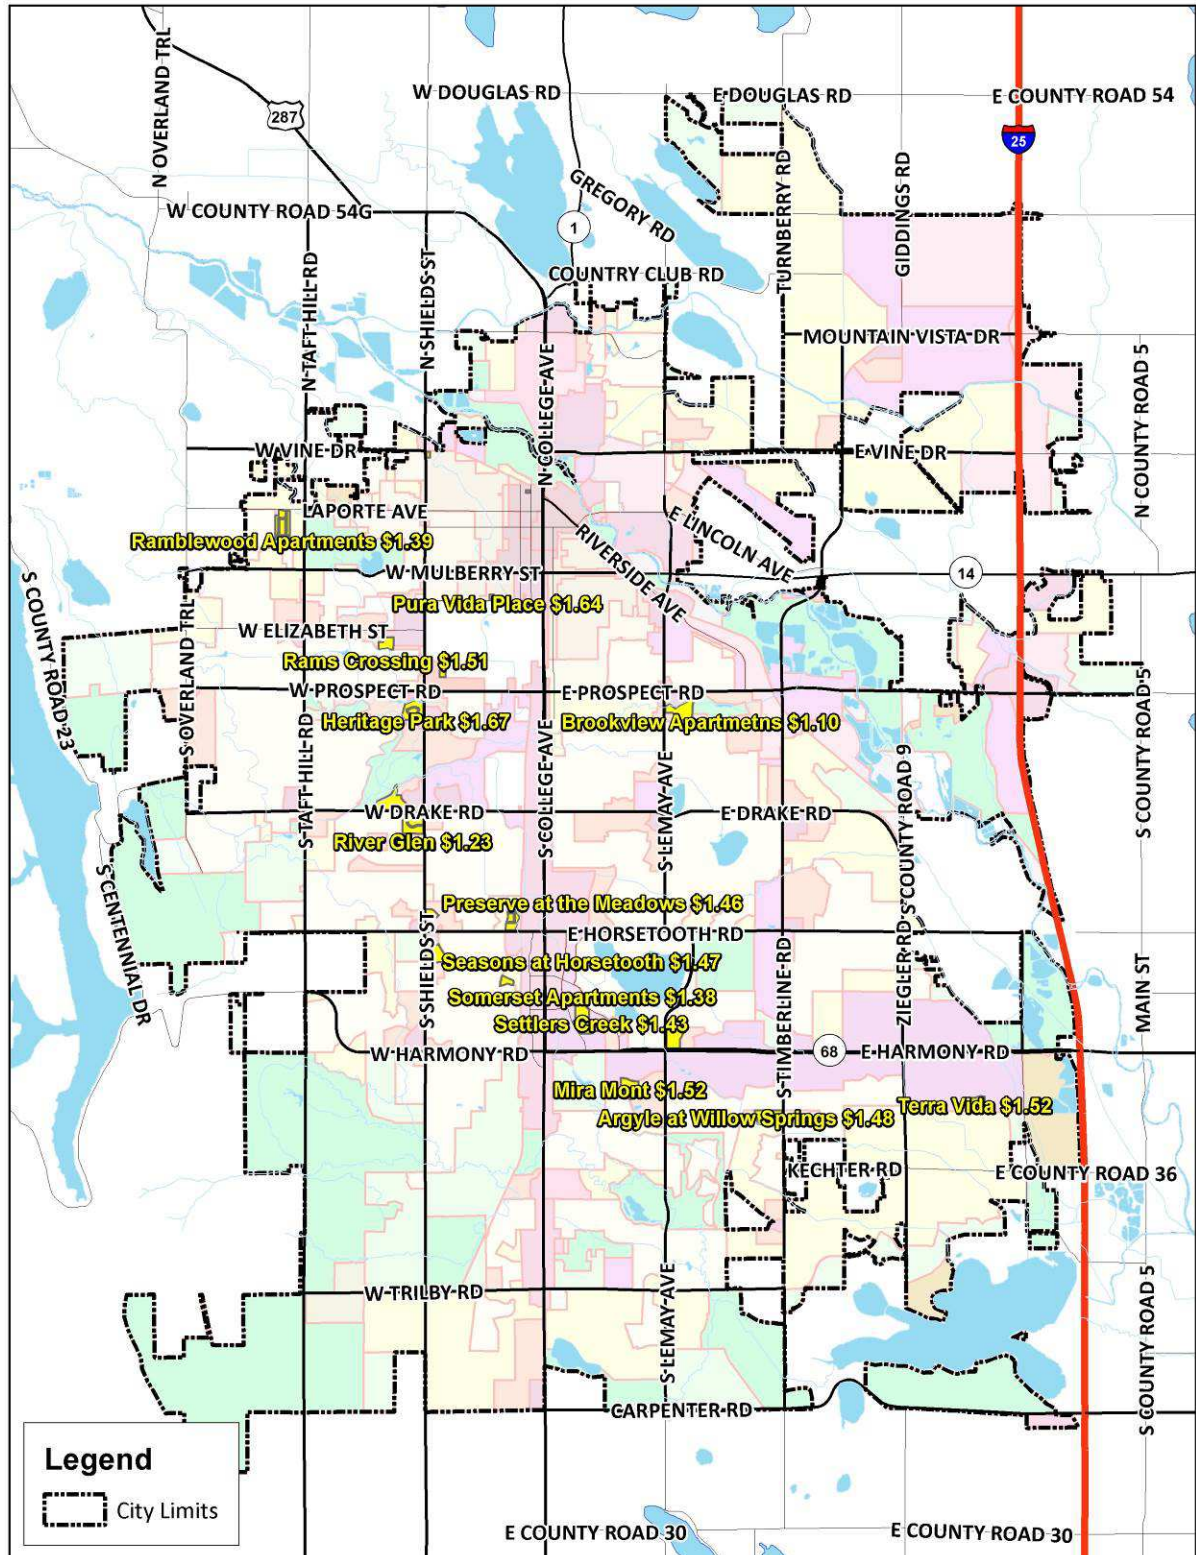 N OVERLAND TRL
W DOUGLAS RD
E DOUGLAS RD
E COUNTY ROAD 54
287
25
TURNBERRY RD
GIDDINGS RD
GREGORY RD
W COUNTY ROAD 54G
1
N TAFT HILL RD
N SHIELDS ST
COUNTRY CLUB RD
MOUNTAIN VISTA DR
N COLLEGE AVE
N COUNTY ROAD 5
W VINE DR
E VINE DR
LAPORTE AVE
E LINCOLN AVE
Ramblewood Apartments $1.39
RIVERSIDE AVE
W MULBERRY ST
14
S COUNTY ROAD 23
S OVERLAND TRL
Pura Vida Place $1.64
W ELIZABETH ST
Rams Crossing $1.51
W PROSPECT RD
E PROSPECT RD
S COUNTY ROAD 5
Heritage Park $1.67
Brookview Apartmetns $1.10
S TAFT HILL RD
S COLLEGE AVE
S LEMAY AVE
S COUNTY ROAD 9
W DRAKE RD
E DRAKE RD
River Glen $1.23
S CENTENNIAL DR
Preserve at the Meadows $1.46
S SHIELDS ST
E HORSETOOTH RD
S TIMBERLINE RD
ZIEGLER RD
MAIN ST
Seasons at Horsetooth $1.47
Somerset Apartments $1.38
Settlers Creek $1.43
W HARMONY RD
68
E HARMONY RD
Mira Mont $1.52
Argyle at Willow Springs $1.48
Terra Vida $1.52
KECHTER RD
E COUNTY ROAD 36
W TRILBY RD
S LEMAY AVE
S COUNTY ROAD 5
CARPENTER RD
Legend
City Limits
E COUNTY ROAD 30
E COUNTY ROAD 30